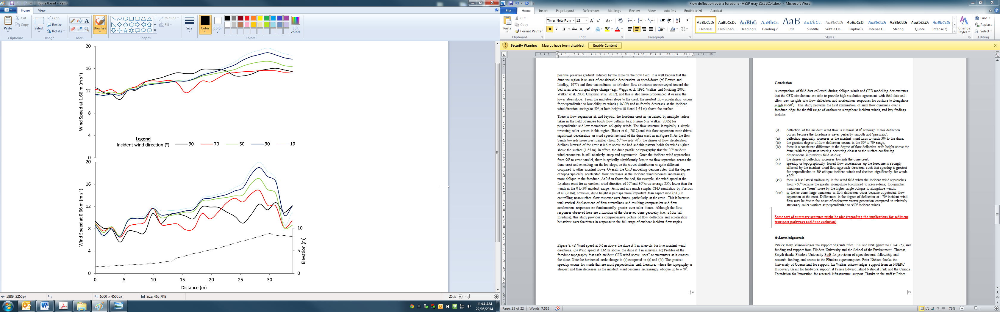 Figure 8.emf - Paint
Home
View
Paste
Cut
Copy
Clipboard
Select
Crop
Resize
Rotate
Image
Tools
Brushes
Shapes
Outline
Fill
Size
Color 1
Color 2
Edit colors
Colors
20
16
12
8
4
0
Wind Speed at 1.66 m (m s-1)
Legend
Incident wind direction (º)
90 70 50 30 10
20
16
12
8
4
0
Wind Speed at 0.66 m (m s-1)
10
5
0
Elevation (m)
0 5 10 15 20 25 30
Distance (m)
5889, 2255px
6000 × 4500px
Size: 465.7KB
25%
11:44 AM
22/05/2014
Flow deflection over a foredune -HESP may 21st 2014.docx - Microsoft Word
File Home Insert Page Layout References Mailings Review View Add-Ins EndNote X6 Acrobat
Paste
Cut
Copy
Format Painter
Clipboard
Times New Rom 12
Font
Paragraph
¶ Normal
¶ No Spaci...
Heading 1
Heading 2
Title
Subtitle
Subtle Em...
Emphasis
Intense E...
Strong
Quote
Intense Q...
Change Styles
Styles
Find
Replace
Select
Editing
Security Warning Macros have been disabled. Enable Content
positive pressure gradient induced by the dune on the flow field. It is well known that the
dune toe region is an area of considerable deceleration or speed-down (cf. Bowen and
Lindley, 1977) and flow unsteadiness as turbulent flow structures are conveyed toward the
bed in an area of rapid slope change (e.g., Wiggs et al. 1996, Walker and Nickling 2002,
Walker et al. 2006, Chapman et al. 2012), and this is also more pronounced at or near the
lower stoss slope. From the mid-stoss slope to the crest, the greatest flow acceleration occurs
for perpendicular to low obliquity winds (10-30⁰) and uniformly decreases as the incident
wind direction swings to 50⁰, at both heights (0.6 and 1.65 m) above the surface.
There is flow separation at, and beyond, the foredune crest as visualized by multiple videos
taken in the field of smoke bomb flow patterns (e.g. Figure 6 in Walker, 2005) for
perpendicular and low to moderate obliquity winds. The flow structure is typically a simple
reversing roller vortex in this region (Bauer et al., 2012) and this flow separation zone drives
significant deceleration in wind speeds leeward of the dune crest as in Figure 8. As the flow
trends towards more crest parallel (from 50⁰ towards 70⁰), the degree of flow deceleration
declines leeward of the crest at 0.6 m above the bed and this pattern holds for winds higher
above the surface (1.65 m). In effect, the dune profile or topography that the 70⁰ incident
wind encounters is still relatively steep and asymmetric. Once the incident wind approaches
from 90º to crest parallel, there is typically significantly less to no flow separation across the
dune crest and extending on the lee slope, so the isovel distribution is quite different
compared to other incident flows. Overall, the CFD modelling demonstrates that the degree
of topographically accelerated flow decreases as the incident wind becomes increasingly
more oblique to the foredune. At 0.6 m above the bed, for example, the wind speed at the
foredune crest for an incident wind direction of 50⁰ and 80⁰ is on average 25% lower than for
winds in the 0 to 30⁰ incident range. As found in a much simpler CFD simulation by Parsons
et al. (2004), however, dune height is perhaps more important than aspect ratio (h/L) in
controlling near-surface flow response over dunes, particularly at the crest. This is because
total vertical displacement of flow streamlines and resulting compression and flow
acceleration responses are fundamentally greater over taller dunes. Although the flow
responses observed here are a function of the observed dune geometry (i.e., a 10m tall
foredune), this study provides a comprehensive picture of flow deflection and acceleration
behaviour over foredunes in response to the full range of onshore incident flow angles.
Figure 8. (a) Wind speed at 0.6 m above the dune at 1 m intervals for five incident wind
directions. (b) Wind speed at 1.65 m above the dune at 1 m intervals. (c) Profiles of the
foredune topography that each incident CFD wind above “sees” or encounters as it crosses
the dune. Note the horizontal scale change in (c) compared to (a) and ( b). The greatest
speedup occurs for winds that are most perpendicular and, therefore, where the topography is
steepest and then decreases as the incident wind becomes increasingly oblique up to ~70⁰.
14
Conclusion
A comparison of field data collected during oblique winds and CFD modelling demonstrates
that the CFD simulations are able to provide high resolution agreement with field data and
allow new insights into flow deflection and acceleration responses for onshore to alongshore
winds (0-90⁰). This study provides the first examination of such flow dynamics over a
foredune ridge for the full range of onshore to alongshore incident winds, and key findings
include:
(i) deflection of the incident wind flow is minimal at 0⁰ although minor deflection
occurs because the foredune is never perfectly smooth and ‘prismatic’;
(ii) deflection gradually increases as the incident wind turns towards 30⁰ to the dune;
(iii) the greatest degree of flow deflection occurs in the 30⁰ to 70⁰ range;
(iv) there is a consistent difference in the degree of flow deflection with height above the
dune, with the greatest steering occurring closest to the surface confirming
observations in previous field studies;
(v) the degree of deflection increases towards the dune crest;
(vi) speedup or topographically forced flow acceleration up the foredune is strongly
affected by the incident wind flow approach direction, such that speedup is greatest
for perpendicular to 30⁰ oblique incident winds and declines significantly for winds
>30⁰;
(vii) there is less lateral uniformity in the wind field when the incident wind approaches
from >60⁰ because the greater along-dune (compared to across-dune) topographic
variations are “seen” more by the higher angle oblique to alongdune winds;
(viii) in the lee zone, large variations in flow deflection occur because of potential flow
separation at the crest. Differences in the degree of deflection at ~70⁰ incident wind
flow may be due to the onset of corkscrew vortex generation compared to relatively
stationary roller vortices at perpendicular to <50⁰ incident winds.
Some sort of summary sentence might be nice (regarding the implications for sediment
transport pathways and dune evolution)
Acknowledgements
Patrick Hesp acknowledges the support of grants from LSU and NSF (grant no 1024125), and
funding and support from Flinders University and the School of the Environment. Thomas
Smyth thanks Flinders University SotE for provision of a postdoctoral fellowship and
research funding, and access to the Flinders supercomputer. Peter Nielsen thanks the
University of Queensland for support. Ian Walker acknowledges support from an NSERC
Discovery Grant for fieldwork support at Prince Edward Island National Park and the Canada
Foundation for Innovation for research infrastructure support. Thanks to the staff at Prince
15
Page: 15 of 22 Words: 7,553
76%